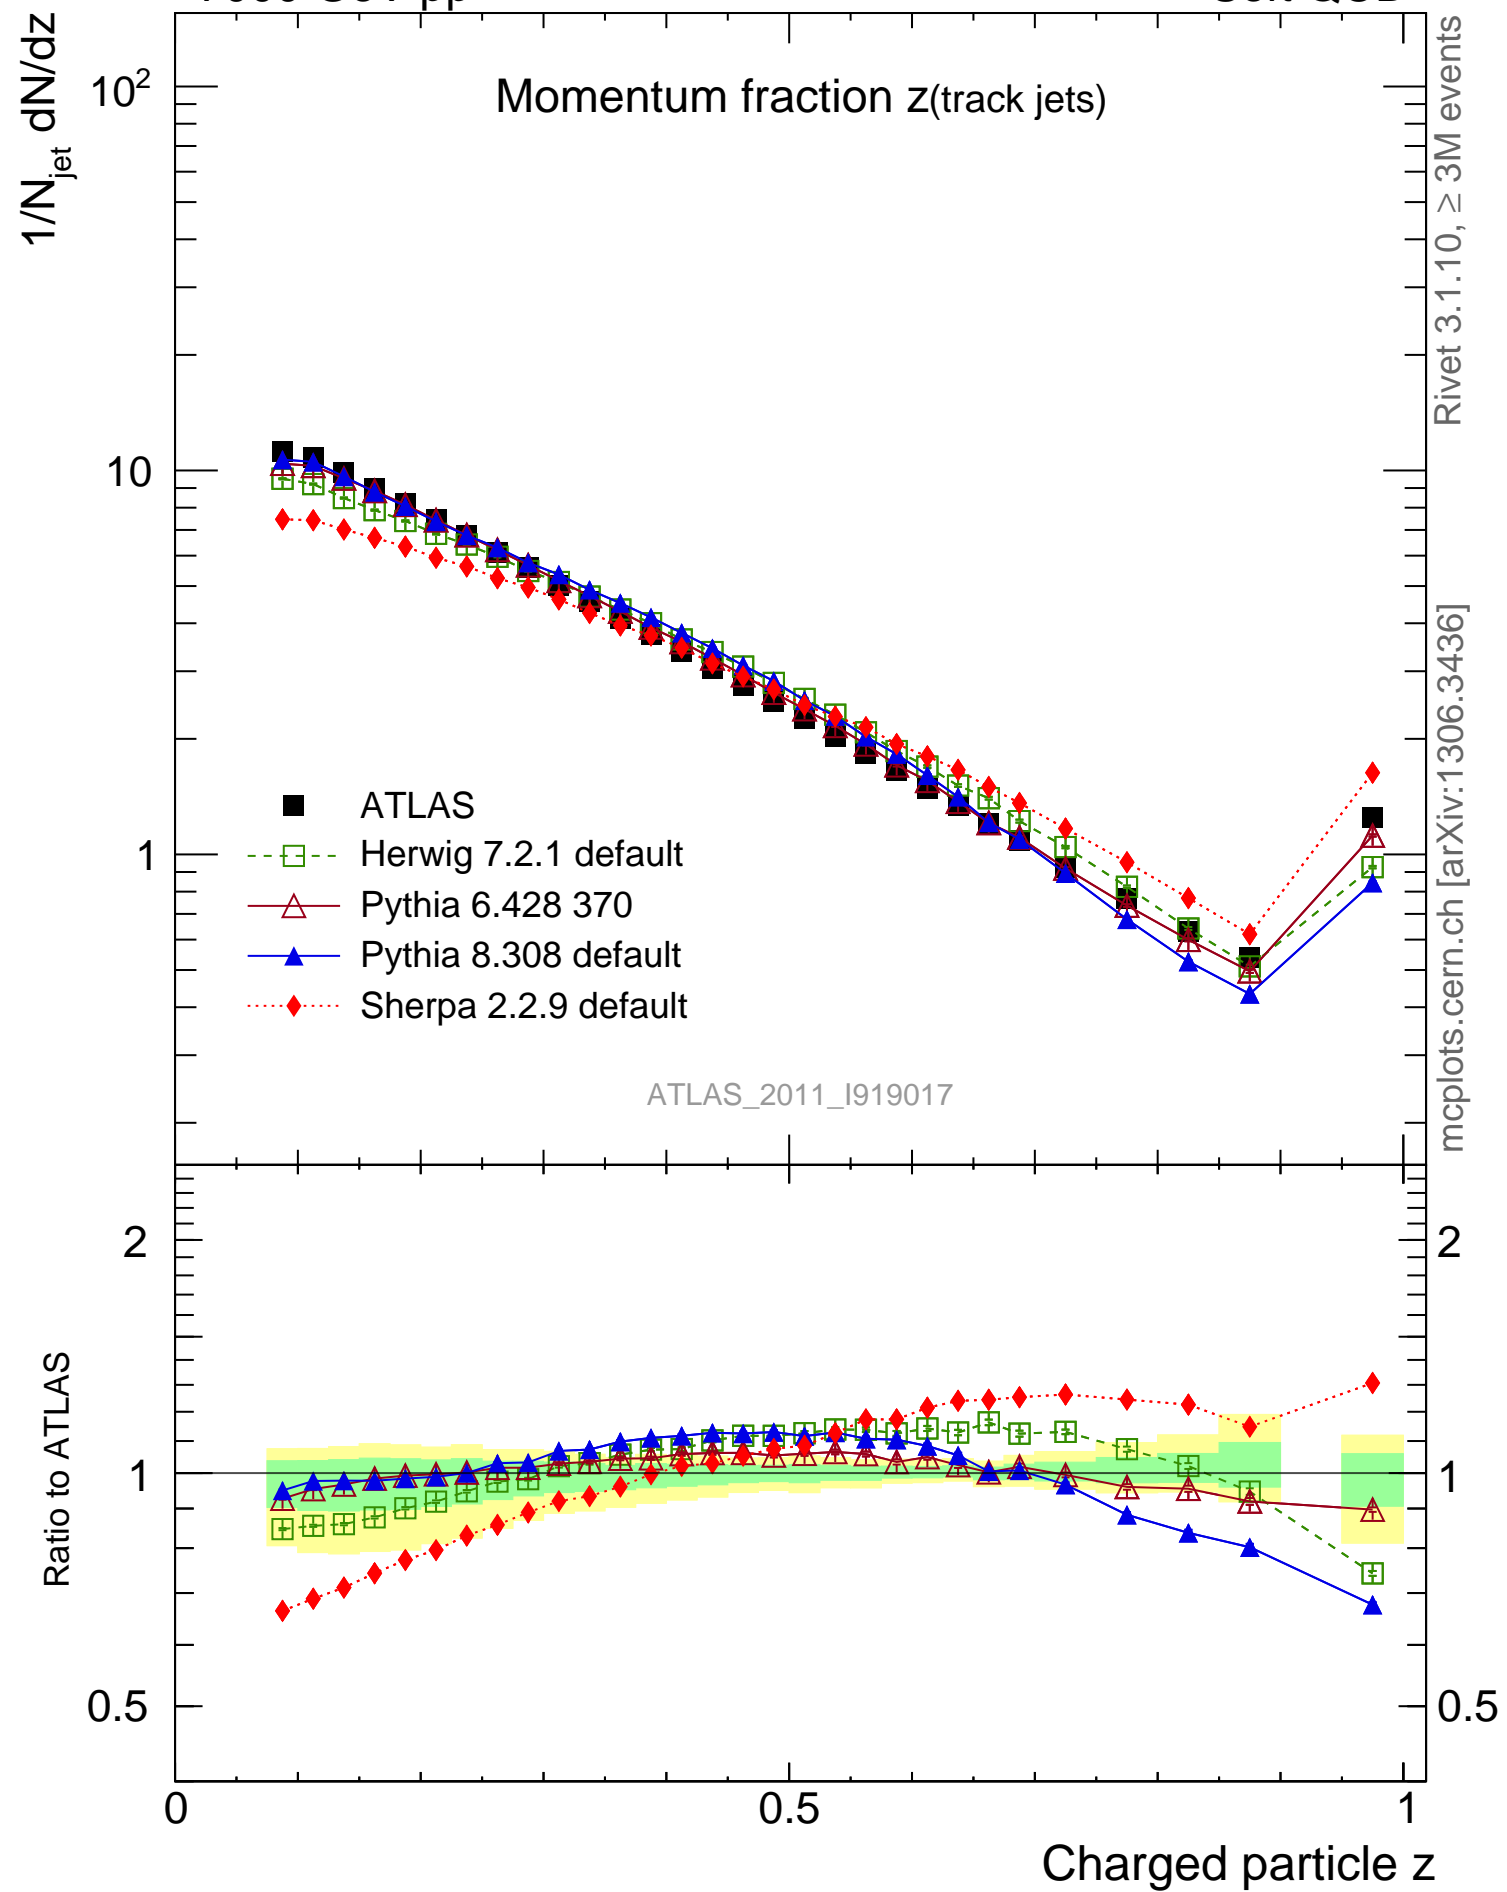 1/N_jet dN/dz
Momentum fraction z(track jets)
10²
10
1
ATLAS
Herwig 7.2.1 default
Pythia 6.428 370
Pythia 8.308 default
Sherpa 2.2.9 default
ATLAS_2011_I919017
Rivet 3.1.10, ≥ 3M events
mcplots.cern.ch [arXiv:1306.3436]
Ratio to ATLAS
2
1
0.5
2
1
0.5
0
0.5
1
Charged particle z